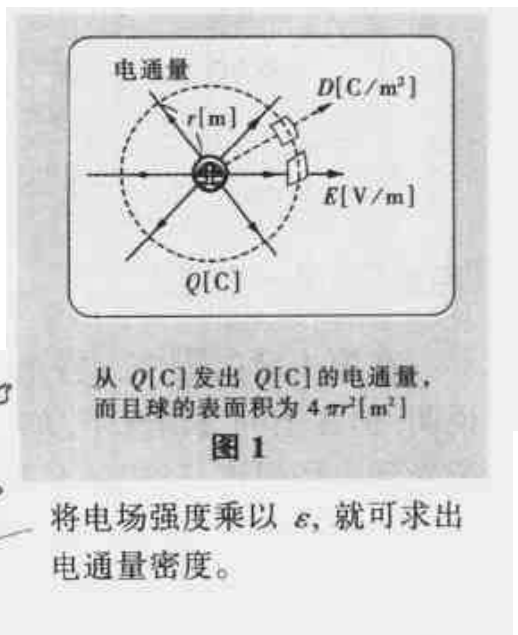 电通量
D[C/m²]
r[m]
E[V/m]
Q[C]
从 Q[C]发出 Q[C]的电通量，
而且球的表面积为 4πr²[m²]
图 1
将电场强度乘以 ε, 就可求出
电通量密度。